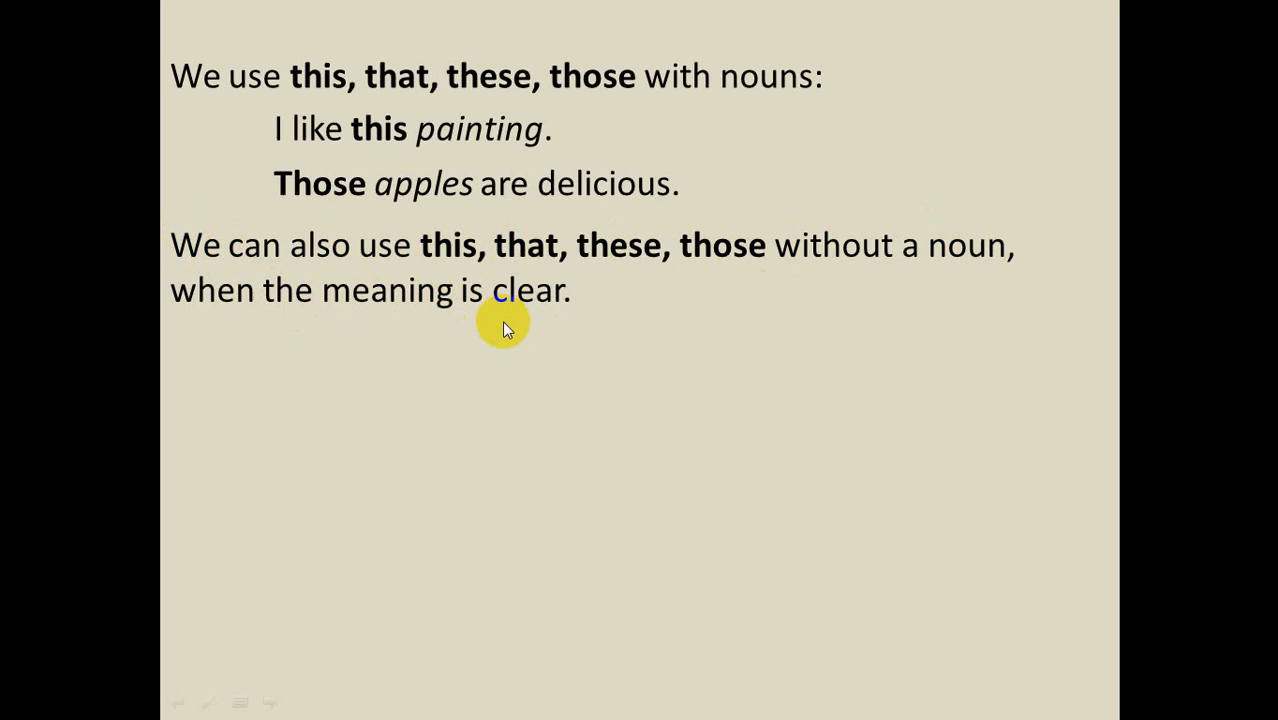 We use this, that, these, those with nouns:
I like this painting.
Those apples are delicious.
We can also use this, that, these, those without a noun,
when the meaning is clear.